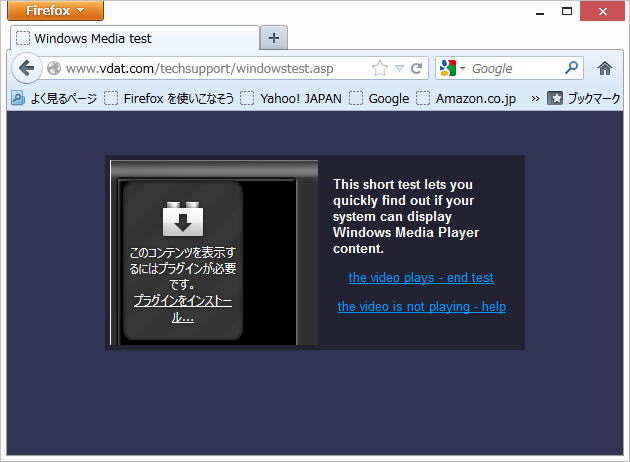 Firefox
Windows Media test
www.vdat.com/techsupport/windowstest.asp
Google
よく見るページ
Firefox を使いこなそう
Yahoo! JAPAN
Google
Amazon.co.jp
»
ブックマーク
このコンテンツを表示す
るにはプラグインが必要
です。
プラグインをインストー
ル...
This short test lets you
quickly find out if your
system can display
Windows Media Player
content.
the video plays - end test
the video is not playing - help